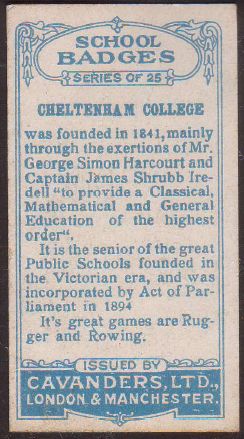 SCHOOL
BADGES
SERIES OF 25
CHELTENHAM COLLEGE
was founded in 1841, mainly
through the exertions of Mr.
George Simon Harcourt and
Captain James Shrubb Ire-
dell "to provide a Classical,
Mathematical and General
Education of the highest
order".
It is the senior of the great
Public Schools founded in
the Victorian era, and was
incorporated by Act of Par-
liament in 1894
It's great games are Rug-
ger and Rowing.
ISSUED BY
CAVANDERS, LTD.,
LONDON & MANCHESTER.